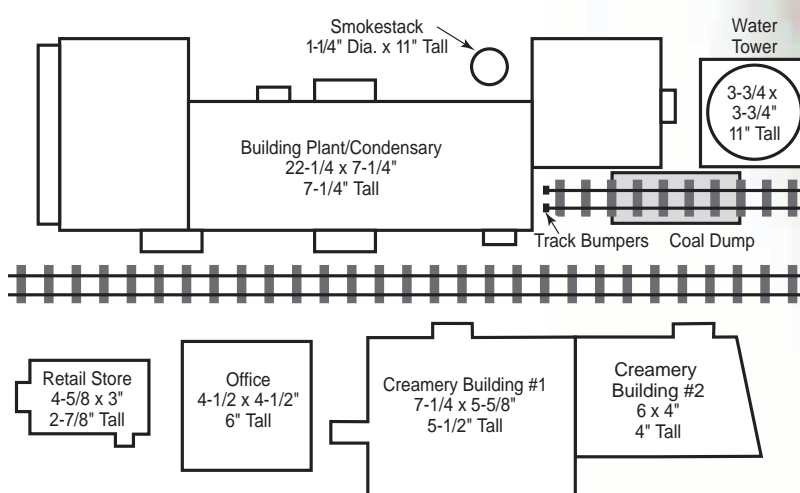 Smokestack
1-1/4" Dia. x 11" Tall
Water
Tower
3-3/4 x
3-3/4"
11" Tall
Building Plant/Condensary
22-1/4 x 7-1/4"
7-1/4" Tall
Track Bumpers
Coal Dump
Retail Store
4-5/8 x 3"
2-7/8" Tall
Office
4-1/2 x 4-1/2"
6" Tall
Creamery Building #1
7-1/4 x 5-5/8"
5-1/2" Tall
Creamery
Building #2
6 x 4"
4" Tall